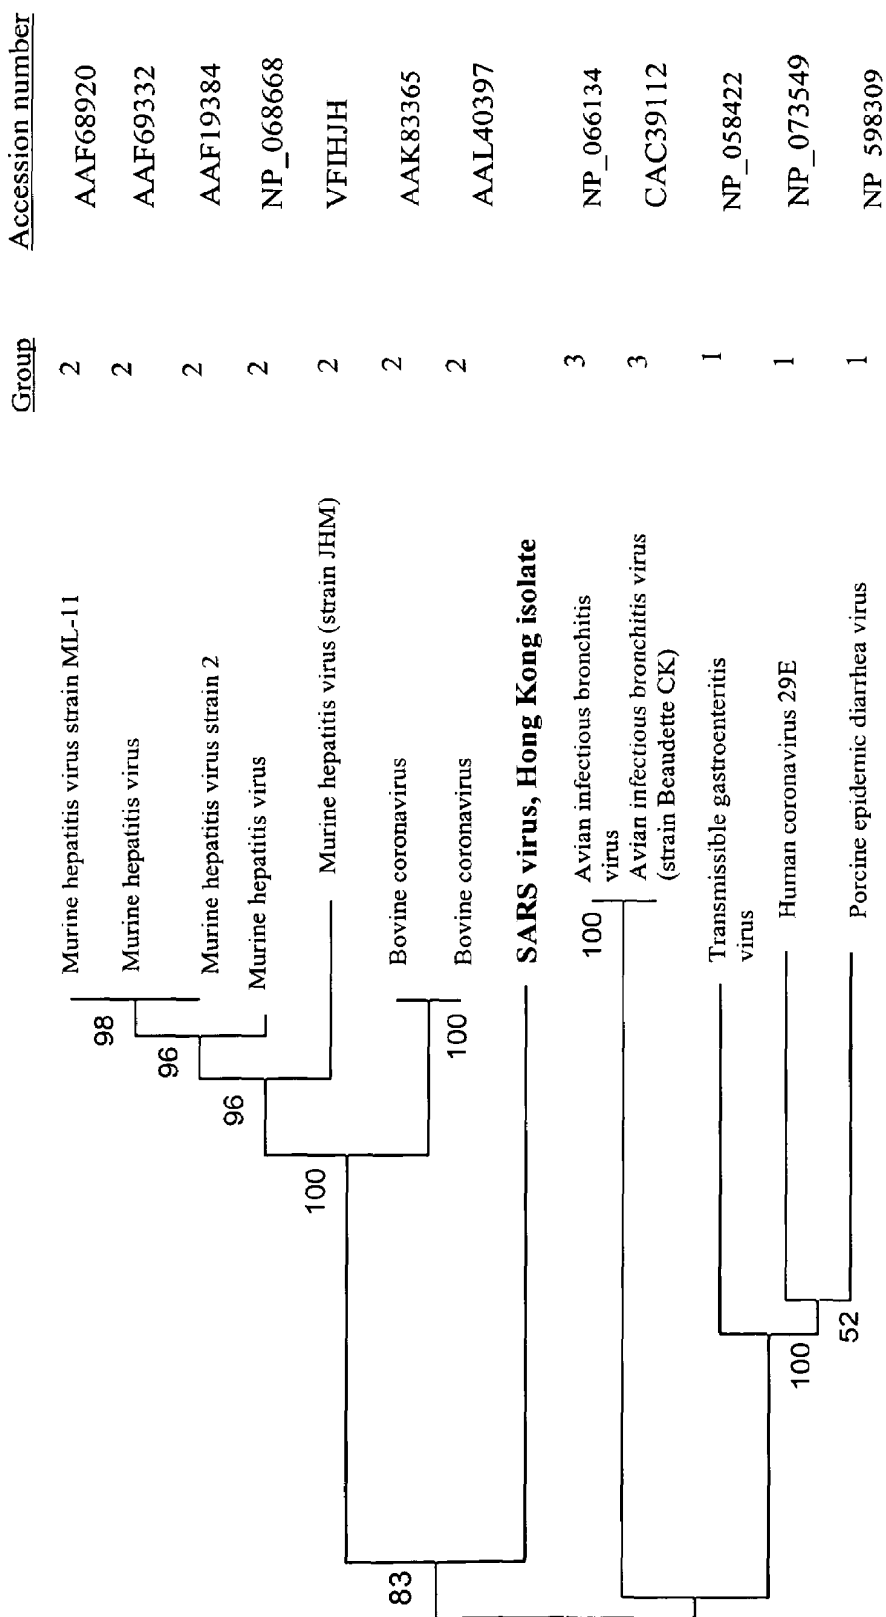 Group
Accession number
Murine hepatitis virus strain ML-11
2
AAF68920
98
Murine hepatitis virus
2
AAF69332
96
Murine hepatitis virus strain 2
2
AAF19384
96
Murine hepatitis virus
2
NP_068668
100
Murine hepatitis virus (strain JHM)
2
VFIHJH
Bovine coronavirus
2
AAK83365
100
Bovine coronavirus
2
AAL40397
83
SARS virus, Hong Kong isolate
100
Avian infectious bronchitis
virus
3
NP_066134
Avian infectious bronchitis virus
(strain Beaudette CK)
3
CAC39112
Transmissible gastroenteritis
virus
1
NP_058422
100
Human coronavirus 29E
1
NP_073549
52
Porcine epidemic diarrhea virus
1
NP_598309